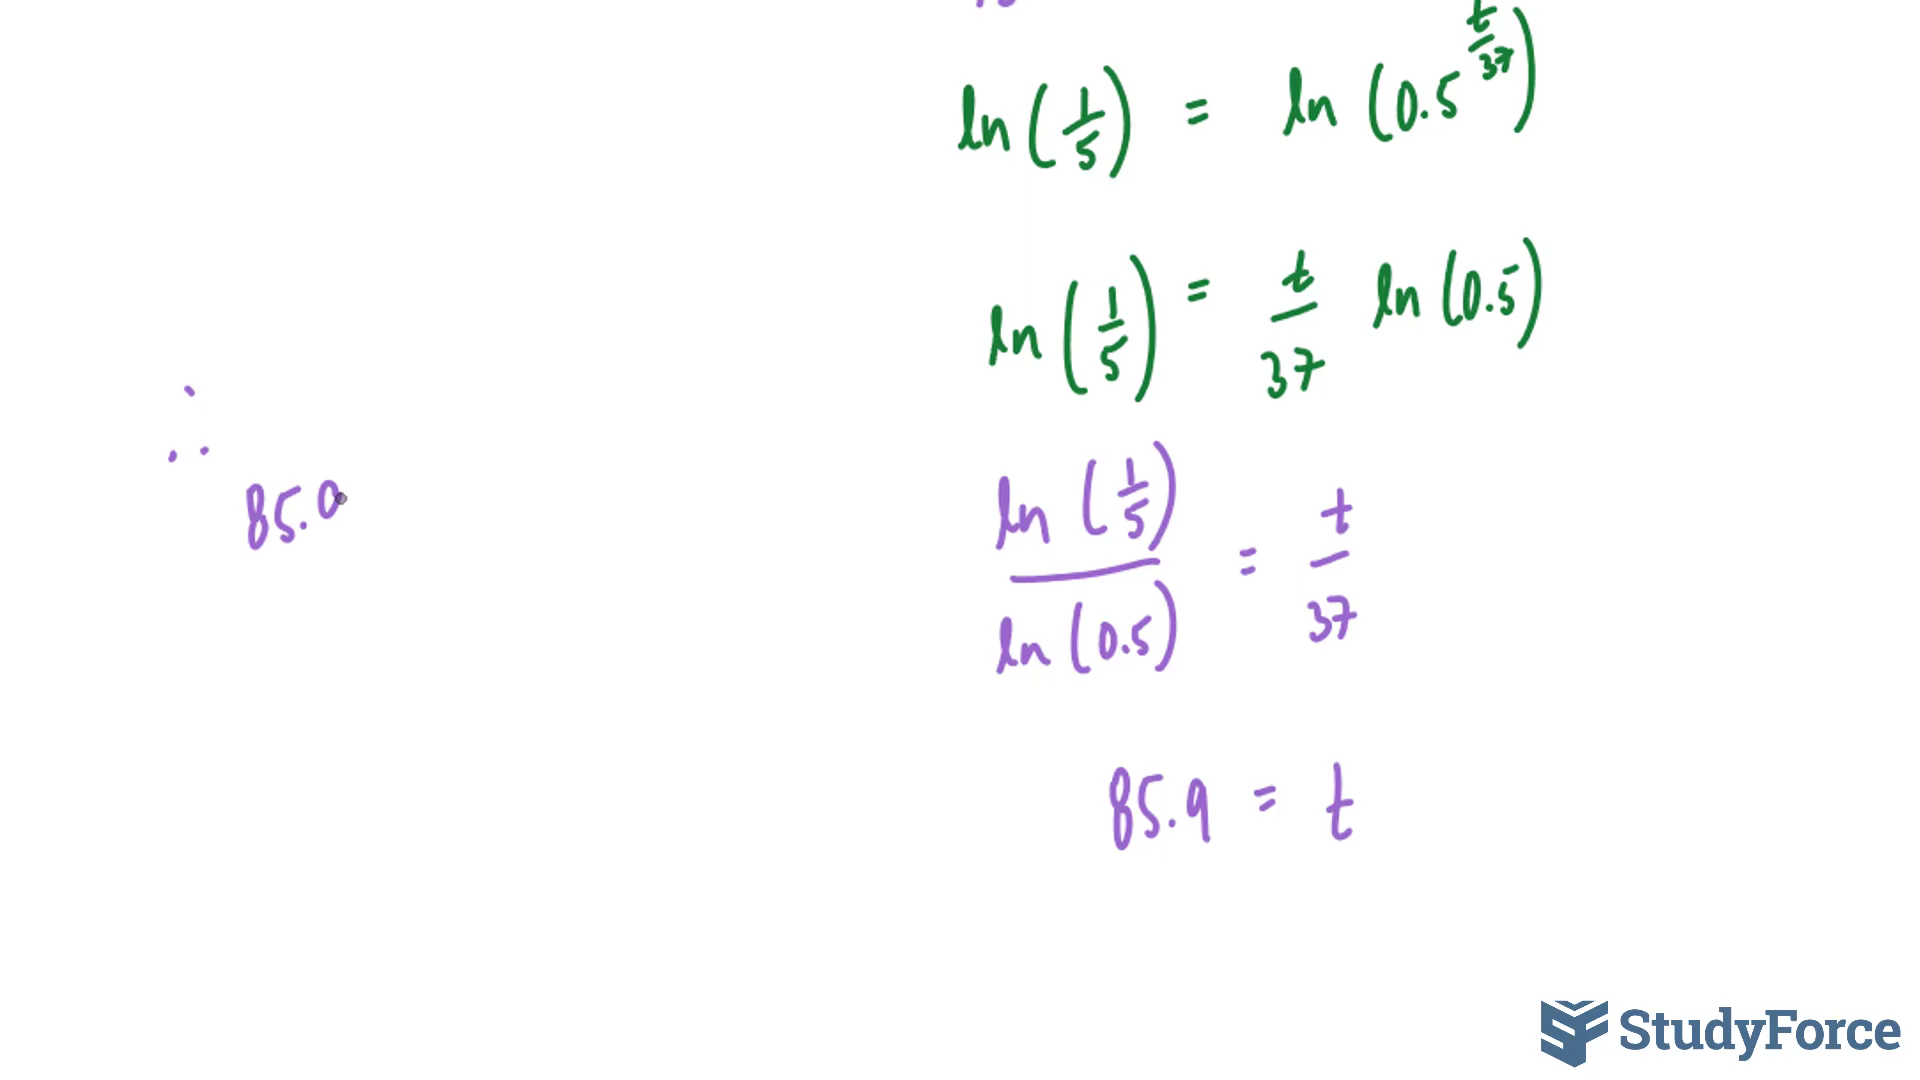 ln(1/5) = ln(0.5^(t/37))
ln(1/5) = t/37 ln(0.5)
ln(1/5)/ln(0.5) = t/37
85.9 = t
∴
85.0
StudyForce